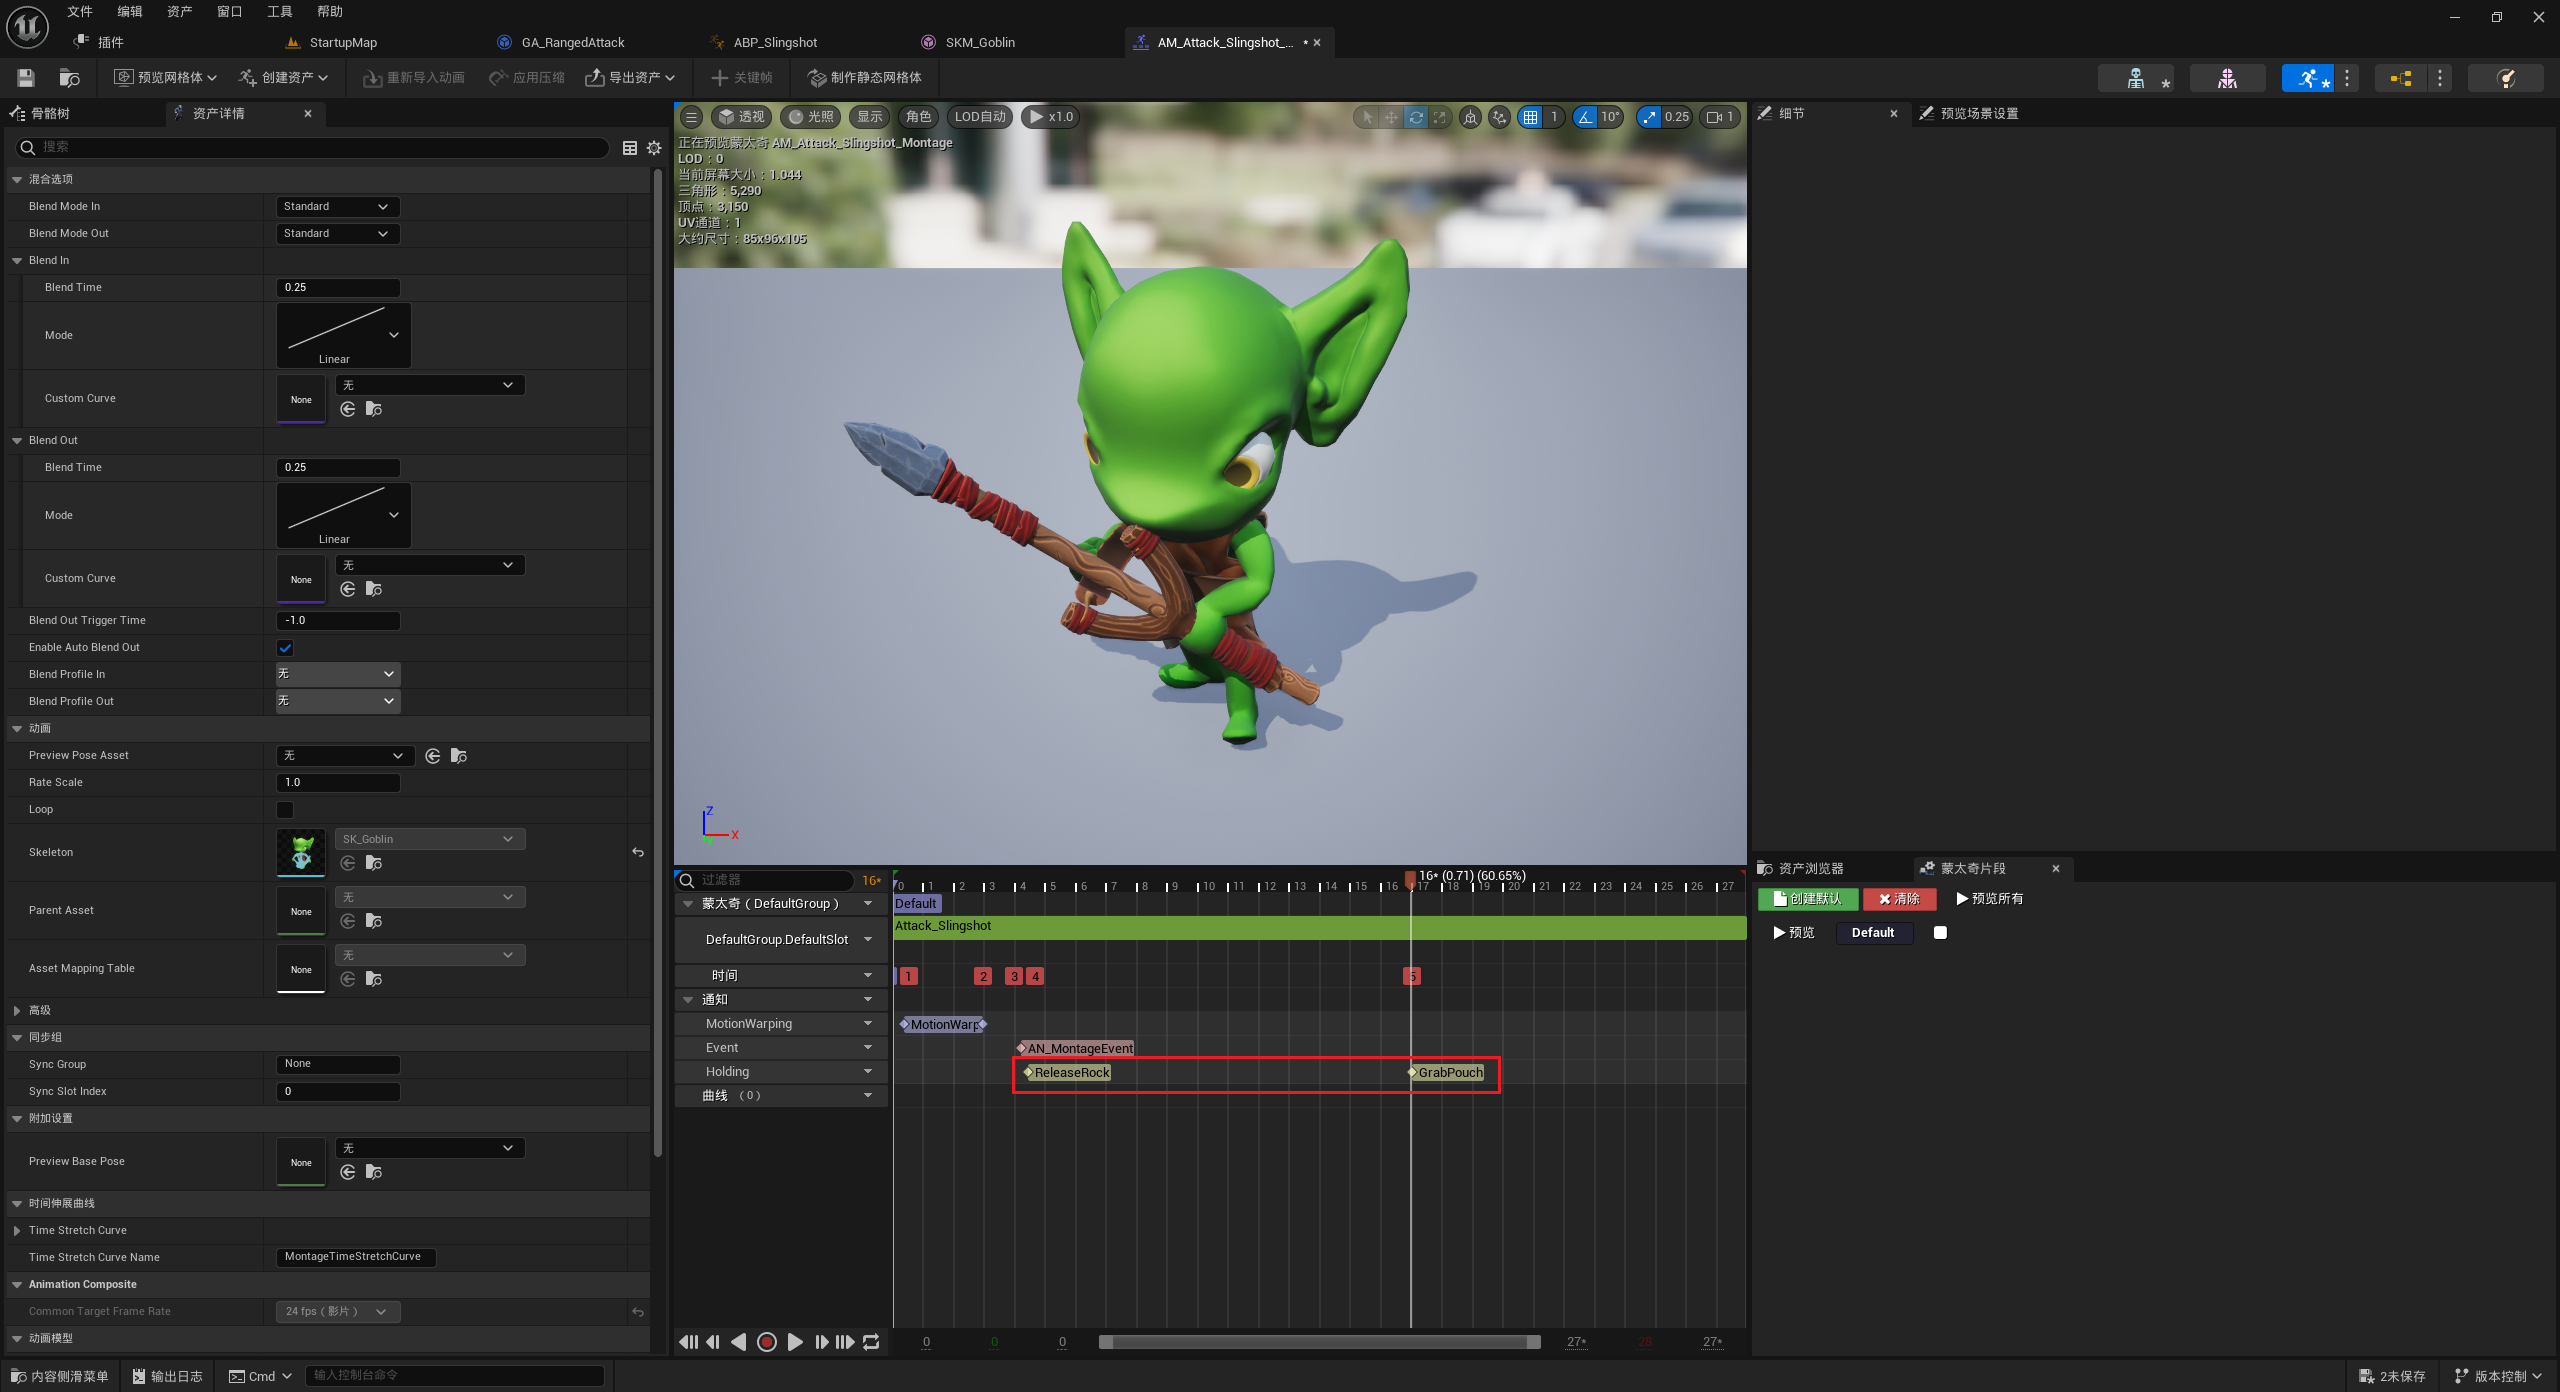 文件 编辑 资产 窗口 工具 帮助
插件 StartupMap GA_RangedAttack ABP_Slingshot SKM_Goblin AM_Attack_Slingshot_... •
预览网格体 创建资产 重新导入动画 应用压缩 导出资产 关键帧 制作静态网格体
骨骼树 资产详情
搜索
混合选项
Blend Mode In Standard
Blend Mode Out Standard
Blend In
Blend Time 0.25
Mode Linear
Custom Curve None 无
Blend Out
Blend Time 0.25
Mode Linear
Custom Curve None 无
Blend Out Trigger Time -1.0
Enable Auto Blend Out
Blend Profile In 无
Blend Profile Out 无
动画
Preview Pose Asset 无
Rate Scale 1.0
Loop
Skeleton SK_Goblin
Parent Asset None 无
Asset Mapping Table None 无
高级
同步组
Sync Group None
Sync Slot Index 0
附加设置
Preview Base Pose None 无
时间伸展曲线
Time Stretch Curve
Time Stretch Curve Name MontageTimeStretchCurve
Animation Composite
Common Target Frame Rate 24 fps（影片）
动画模型
透视 光照 显示 角色 LOD自动 x1.0 1 10° 0.25 1
正在预览蒙太奇 AM_Attack_Slingshot_Montage
LOD：0
当前屏幕大小：1.044
三角形：5,290
顶点：3,150
UV通道：1
大约尺寸：85x96x105
Z
X
过滤器 16*
16* (0.71) (60.65%)
0 1 2 3 4 5 6 7 8 9 10 11 12 13 14 15 16 17 18 19 20 21 22 23 24 25 26 27
蒙太奇（DefaultGroup） Default
Attack_Slingshot
DefaultGroup.DefaultSlot
时间 1 2 3 4 5
通知
MotionWarping MotionWarp
Event AN_MontageEvent
Holding ReleaseRock GrabPouch
曲线 （0）
0 0 0 27* 28 27*
细节 预览场景设置
资产浏览器 蒙太奇片段
创建默认 清除 预览所有
预览 Default
内容侧滑菜单 输出日志 Cmd 输入控制台命令 2未保存 版本控制